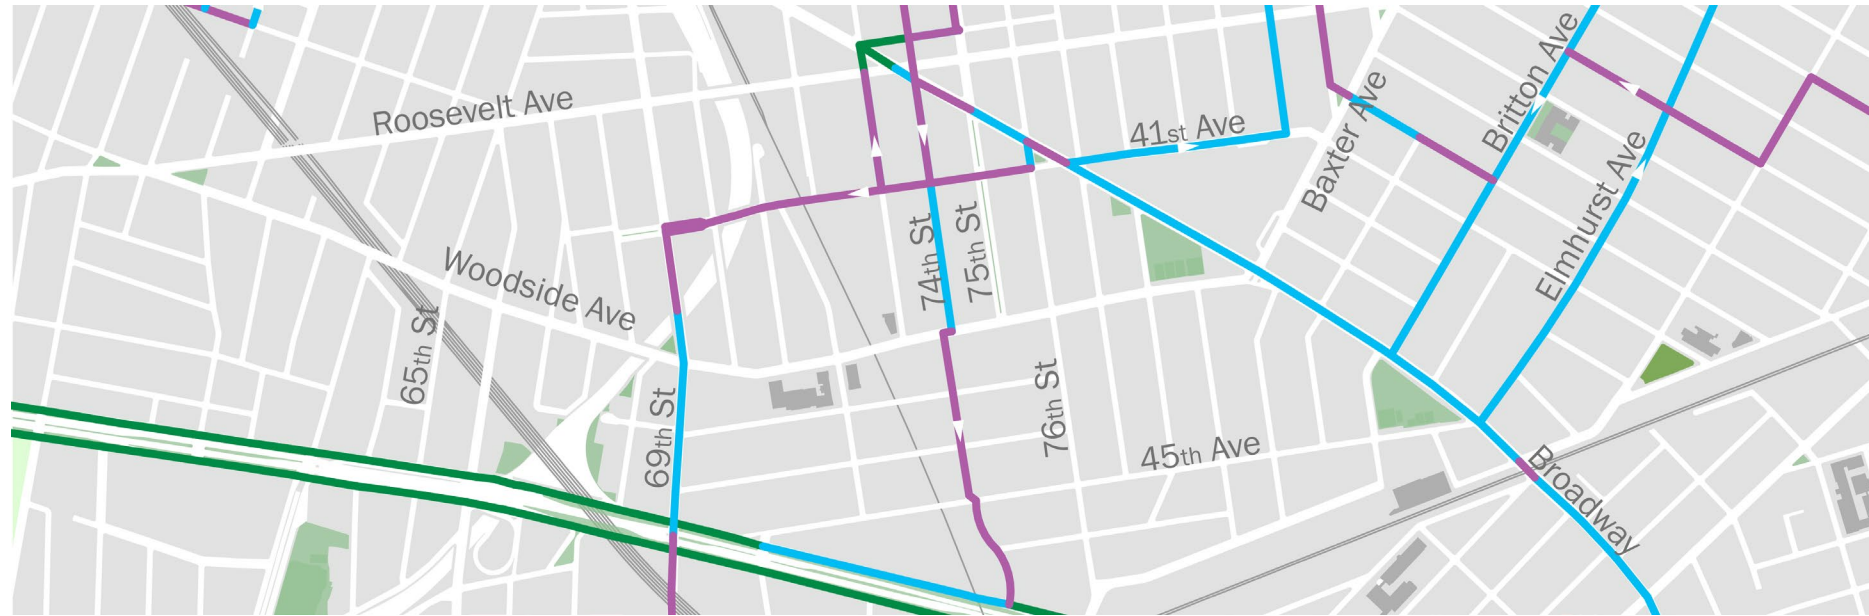 Roosevelt Ave
41st Ave
Baxter Ave
Britton Ave
Elmhurst Ave
Woodside Ave
74th St
75th St
65th St
69th St
76th St
45th Ave
Broadway